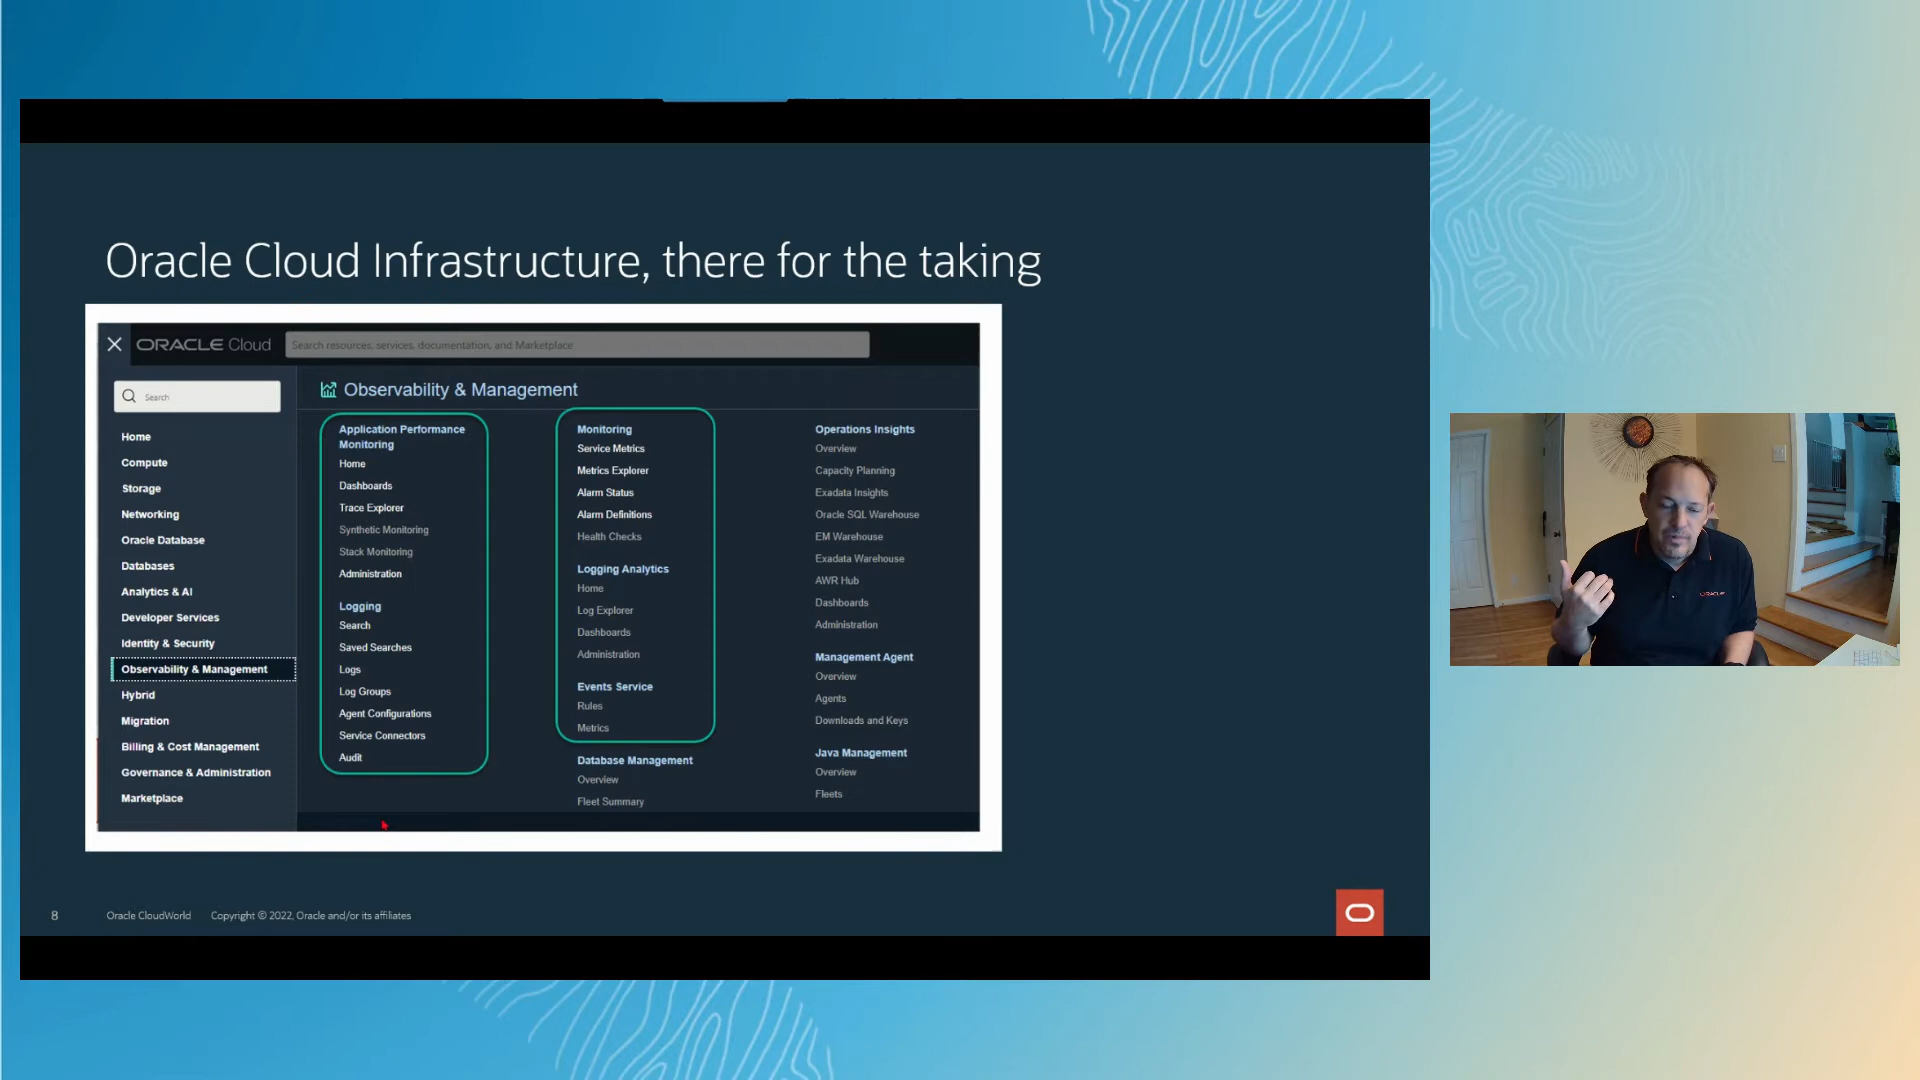 Oracle Cloud Infrastructure, there for the taking
ORACLE Cloud
Search resources, services, documentation, and Marketplace
Search
Home
Compute
Storage
Networking
Oracle Database
Databases
Analytics & AI
Developer Services
Identity & Security
Observability & Management
Hybrid
Migration
Billing & Cost Management
Governance & Administration
Marketplace
Observability & Management
Application Performance
Monitoring
Home
Dashboards
Trace Explorer
Synthetic Monitoring
Stack Monitoring
Administration
Logging
Search
Saved Searches
Logs
Log Groups
Agent Configurations
Service Connectors
Audit
Monitoring
Service Metrics
Metrics Explorer
Alarm Status
Alarm Definitions
Health Checks
Logging Analytics
Home
Log Explorer
Dashboards
Administration
Events Service
Rules
Metrics
Database Management
Overview
Fleet Summary
Operations Insights
Overview
Capacity Planning
Exadata Insights
Oracle SQL Warehouse
EM Warehouse
Exadata Warehouse
AWR Hub
Dashboards
Administration
Management Agent
Overview
Agents
Downloads and Keys
Java Management
Overview
Fleets
8
Oracle CloudWorld
Copyright © 2022, Oracle and/or its affiliates
ORACLE